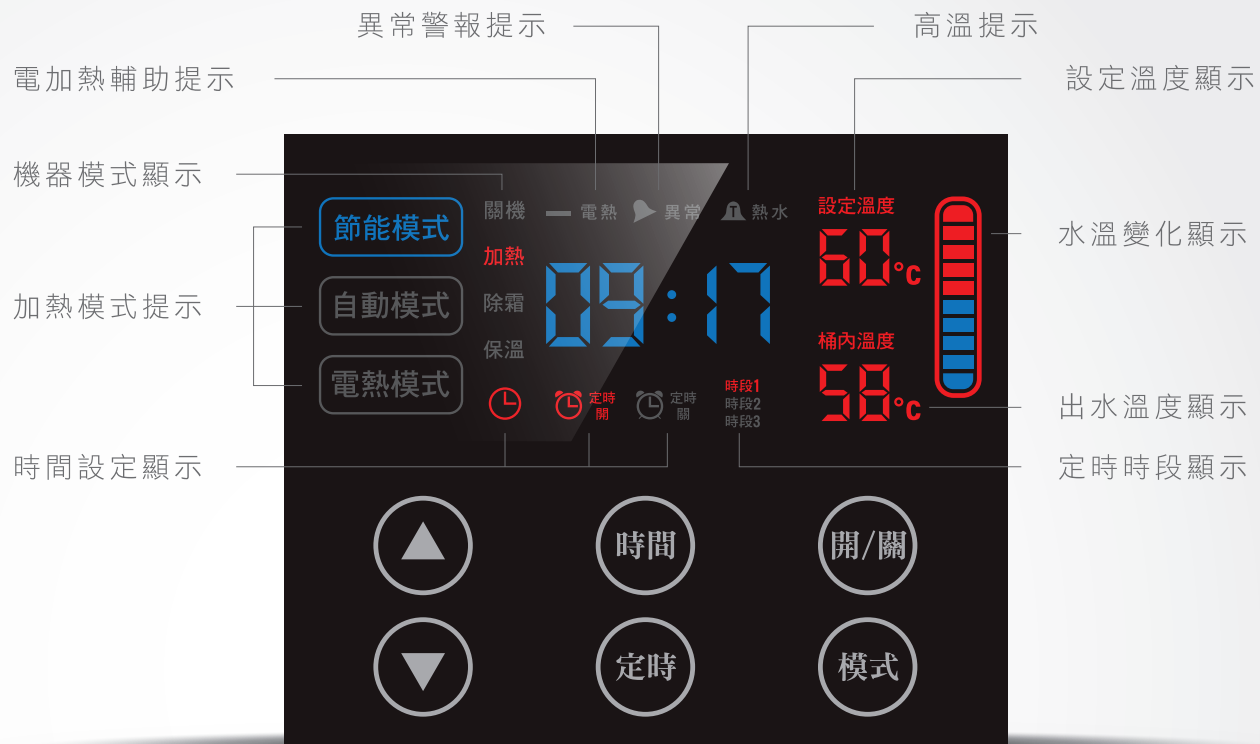 異常警報提示
高溫提示
電加熱輔助提示
設定溫度顯示
機器模式顯示
水溫變化顯示
加熱模式提示
出水溫度顯示
時間設定顯示
定時時段顯示
節能模式
自動模式
電熱模式
關機
加熱
除霜
保溫
電熱
異常
T 熱水
09:17
定時
開
定時
關
時段1
時段2
時段3
設定溫度
60°C
桶內溫度
58°C
時間
開/關
定時
模式